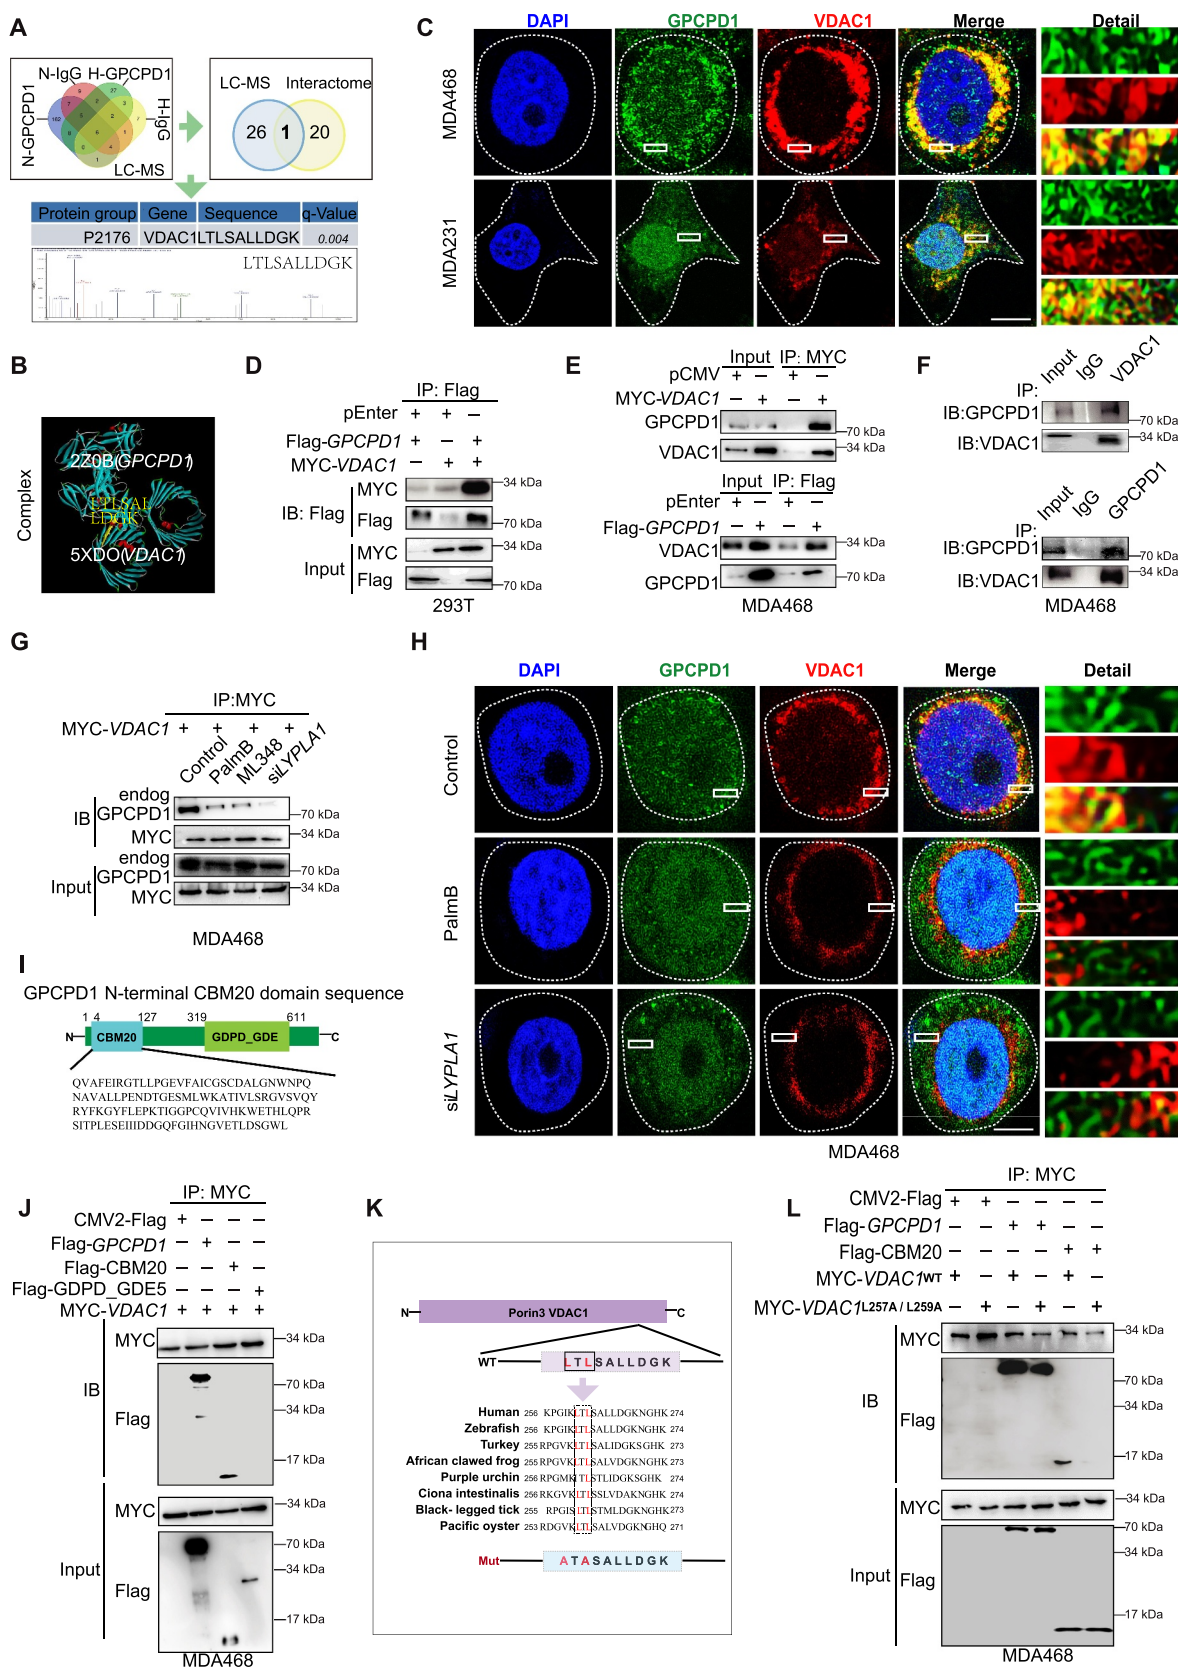 A
N-IgG H-GPCPD1
N-GPCPD1
H-IgG
LC-MS
9
37
7
3
182
2
7
LC-MS Interactome
26 1 20
Protein group Gene Sequence q-Value
P2176 VDAC1 LTLSALLDGK 0.004
LTLSALLDGK
B
Complex
2Z0B(GPCPD1)
LTLSAL
LDGK
5XDO(VDAC1)
C
DAPI GPCPD1 VDAC1 Merge Detail
MDA468
MDA231
D
IP: Flag
pEnter + + −
Flag-GPCPD1 + − +
MYC-VDAC1 − + +
IB: Flag
MYC 34 kDa
Flag 70 kDa
Input
MYC 34 kDa
Flag 70 kDa
293T
E
Input IP: MYC
pCMV + − + −
MYC-VDAC1 − + − +
GPCPD1 70 kDa
VDAC1 34 kDa
Input IP: Flag
pEnter + − + −
Flag-GPCPD1 − + − +
VDAC1 34 kDa
GPCPD1 70 kDa
MDA468
F
IP: Input IgG VDAC1
IB:GPCPD1 70 kDa
IB:VDAC1 34 kDa
IP: Input IgG GPCPD1
IB:GPCPD1 70 kDa
IB:VDAC1 34 kDa
MDA468
G
IP:MYC
MYC-VDAC1 + + + +
Control PalmB ML348 siLYPLA1
IB
endog
GPCPD1 70 kDa
MYC 34 kDa
Input
endog
GPCPD1 70 kDa
MYC 34 kDa
MDA468
H
DAPI GPCPD1 VDAC1 Merge Detail
Control
PalmB
siLYPLA1
MDA468
I
GPCPD1 N-terminal CBM20 domain sequence
1 4 127 319 611
N CBM20 GDPD_GDE C
QVAFEIRGTLLPGEVFAICGSCDALGNWNPQ
NAVALLPENDTGESMLWKATIVLSRGVSVQY
RYFKGYFLEPKTIGGPCQVIVHKWETHLQPR
SITPLESEIIIDDGQFGIHNGVETLDSGWL
J
IP: MYC
CMV2-Flag + − − −
Flag-GPCPD1 − + − −
Flag-CBM20 − − + −
Flag-GDPD_GDE5 − − − +
MYC-VDAC1 + + + +
IB
MYC 34 kDa
Flag
70 kDa
34 kDa
17 kDa
Input
MYC 34 kDa
Flag
70 kDa
34 kDa
17 kDa
MDA468
K
N Porin3 VDAC1 C
WT LTLSALLDGK
Human 256 KPGIKLTLSALLDGKNGHK 274
Zebrafish 256 KPGIKLTLSALLDGKNGHK 274
Turkey 255 RPGVKLTLSALIDGKSGHK 273
African clawed frog 256 RPGVKLTLSALVDGKNGHK 274
Purple urchin 256 RPGMKITLSTLIDGKSGHK 274
Ciona intestinalis 256 RKGVKLTLSSLVDAKNGHK 274
Black- legged tick 255 RPGISLTLSTMLDGKNGHK 273
Pacific oyster 253 RDGVKLTLSALVDGKNGHQ 271
Mut ATASALLDGK
L
IP: MYC
CMV2-Flag + + − − − −
Flag-GPCPD1 − − + + − −
Flag-CBM20 − − − − + +
MYC-VDAC1WT + − + − + −
MYC-VDAC1L257A / L259A − + − + − +
IB
MYC 34 kDa
Flag
70 kDa
34 kDa
17 kDa
Input
MYC 34 kDa
Flag
70 kDa
34 kDa
17 kDa
MDA468